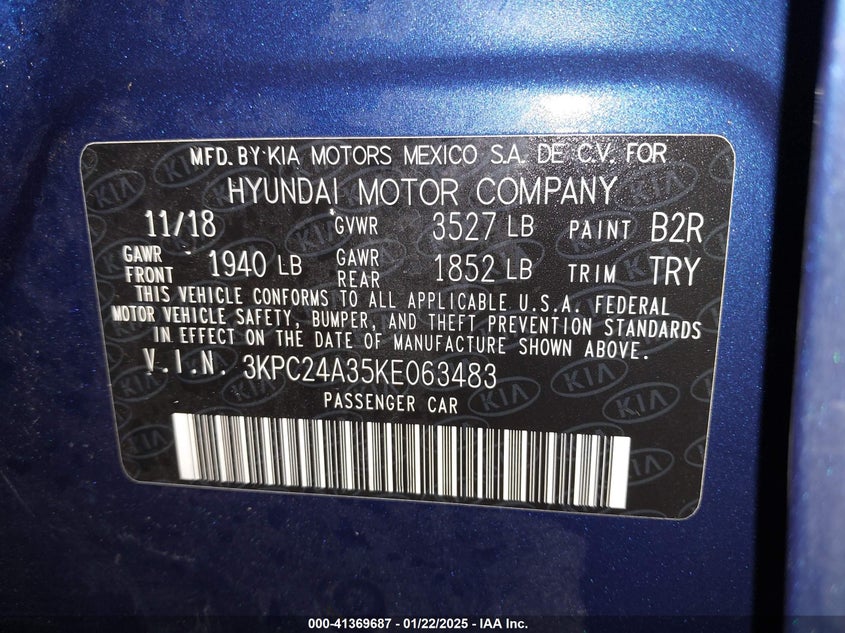 MFD. BY KIA MOTORS MEXICO S.A. DE C.V. FOR
HYUNDAI MOTOR COMPANY
11/18 GVWR 3527 LB PAINT B2R
GAWR FRONT 1940 LB GAWR REAR 1852 LB TRIM TRY
THIS VEHICLE CONFORMS TO ALL APPLICABLE U.S.A. FEDERAL
MOTOR VEHICLE SAFETY, BUMPER, AND THEFT PREVENTION STANDARDS
IN EFFECT ON THE DATE OF MANUFACTURE SHOWN ABOVE.
V.I.N. 3KPC24A35KE063483
PASSENGER CAR
000-41369687 - 01/22/2025 - IAA Inc.